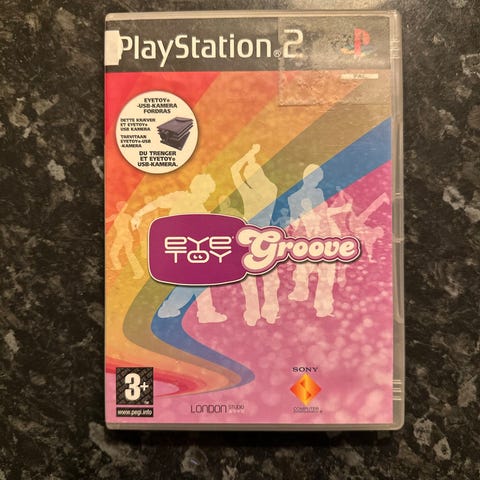 PlayStation®2
PAL
EYETOY®
-USB-KAMERA
FORDRAS
DETTE KRÆVER
ET EYETOY®
USB KAMERA
TARVITAAN
EYETOY®-USB
-KAMERA
DU TRENGER
ET EYETOY®
USB-KAMERA.
EYE
TOY
Groove
3+
www.pegi.info
LONDON STUDIO
SONY
COMPUTER
ENTERTAINMENT®